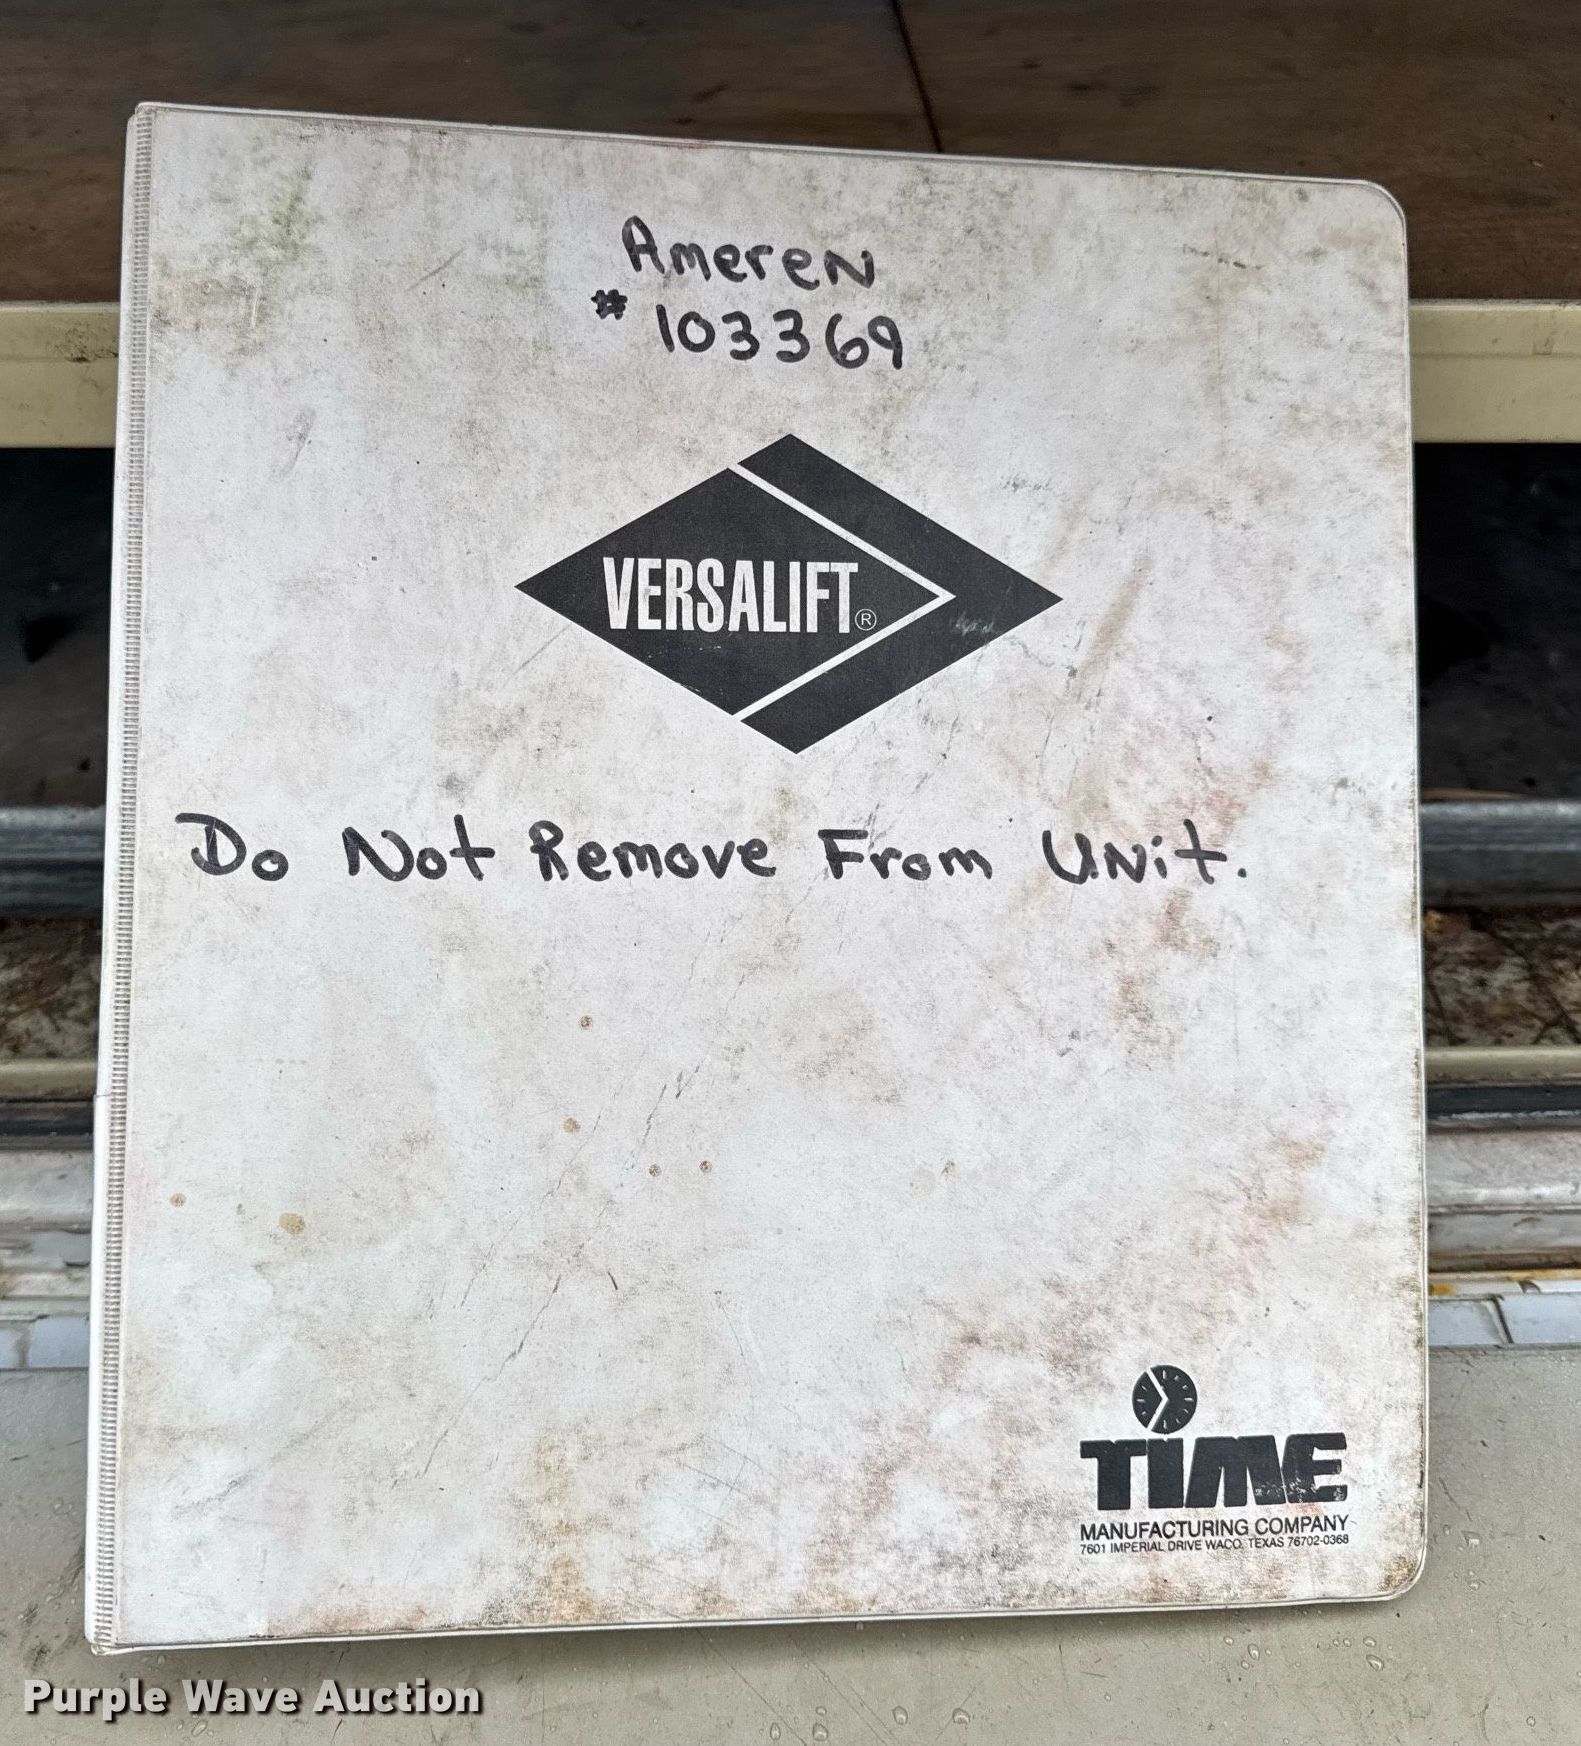 AmereN
# 103369
VERSALIFT®
Do Not Remove From UNit.
TIME
MANUFACTURING COMPANY
7601 IMPERIAL DRIVE WACO, TEXAS 76702-0368
Purple Wave Auction